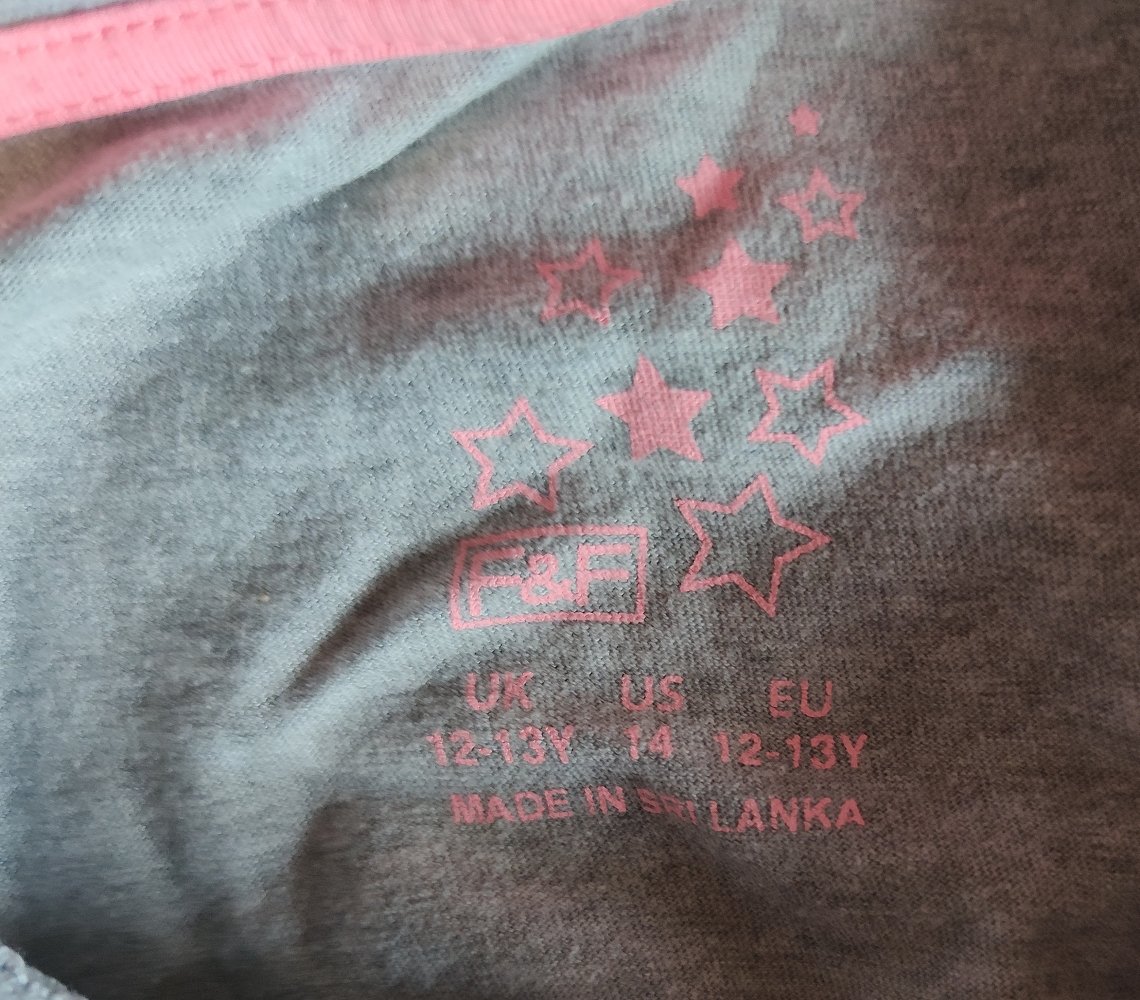 F&F
UK US EU
12-13Y 14 12-13Y
MADE IN SRI LANKA